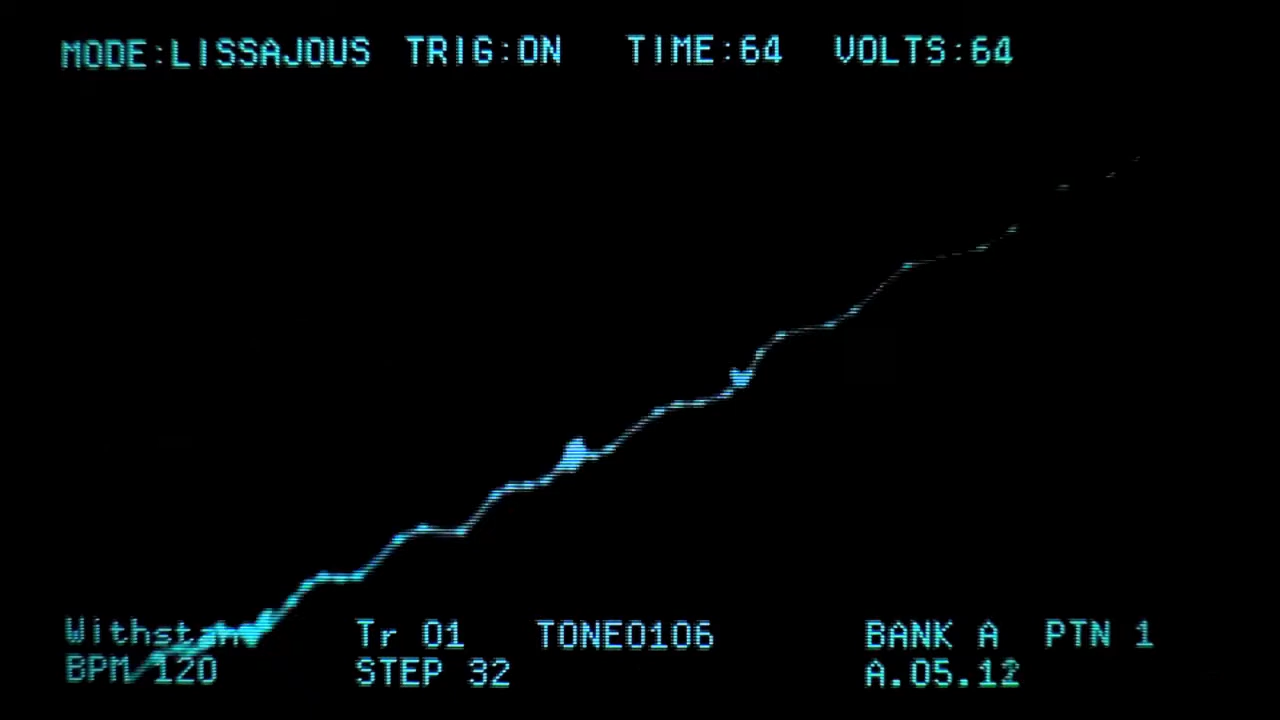 MODE:LISSAJOUS TRIG:ON TIME:64 VOLTS:64
Tr 01 TONE0106 BANK A PTN 1
BPM 120 STEP 32 A.05.12